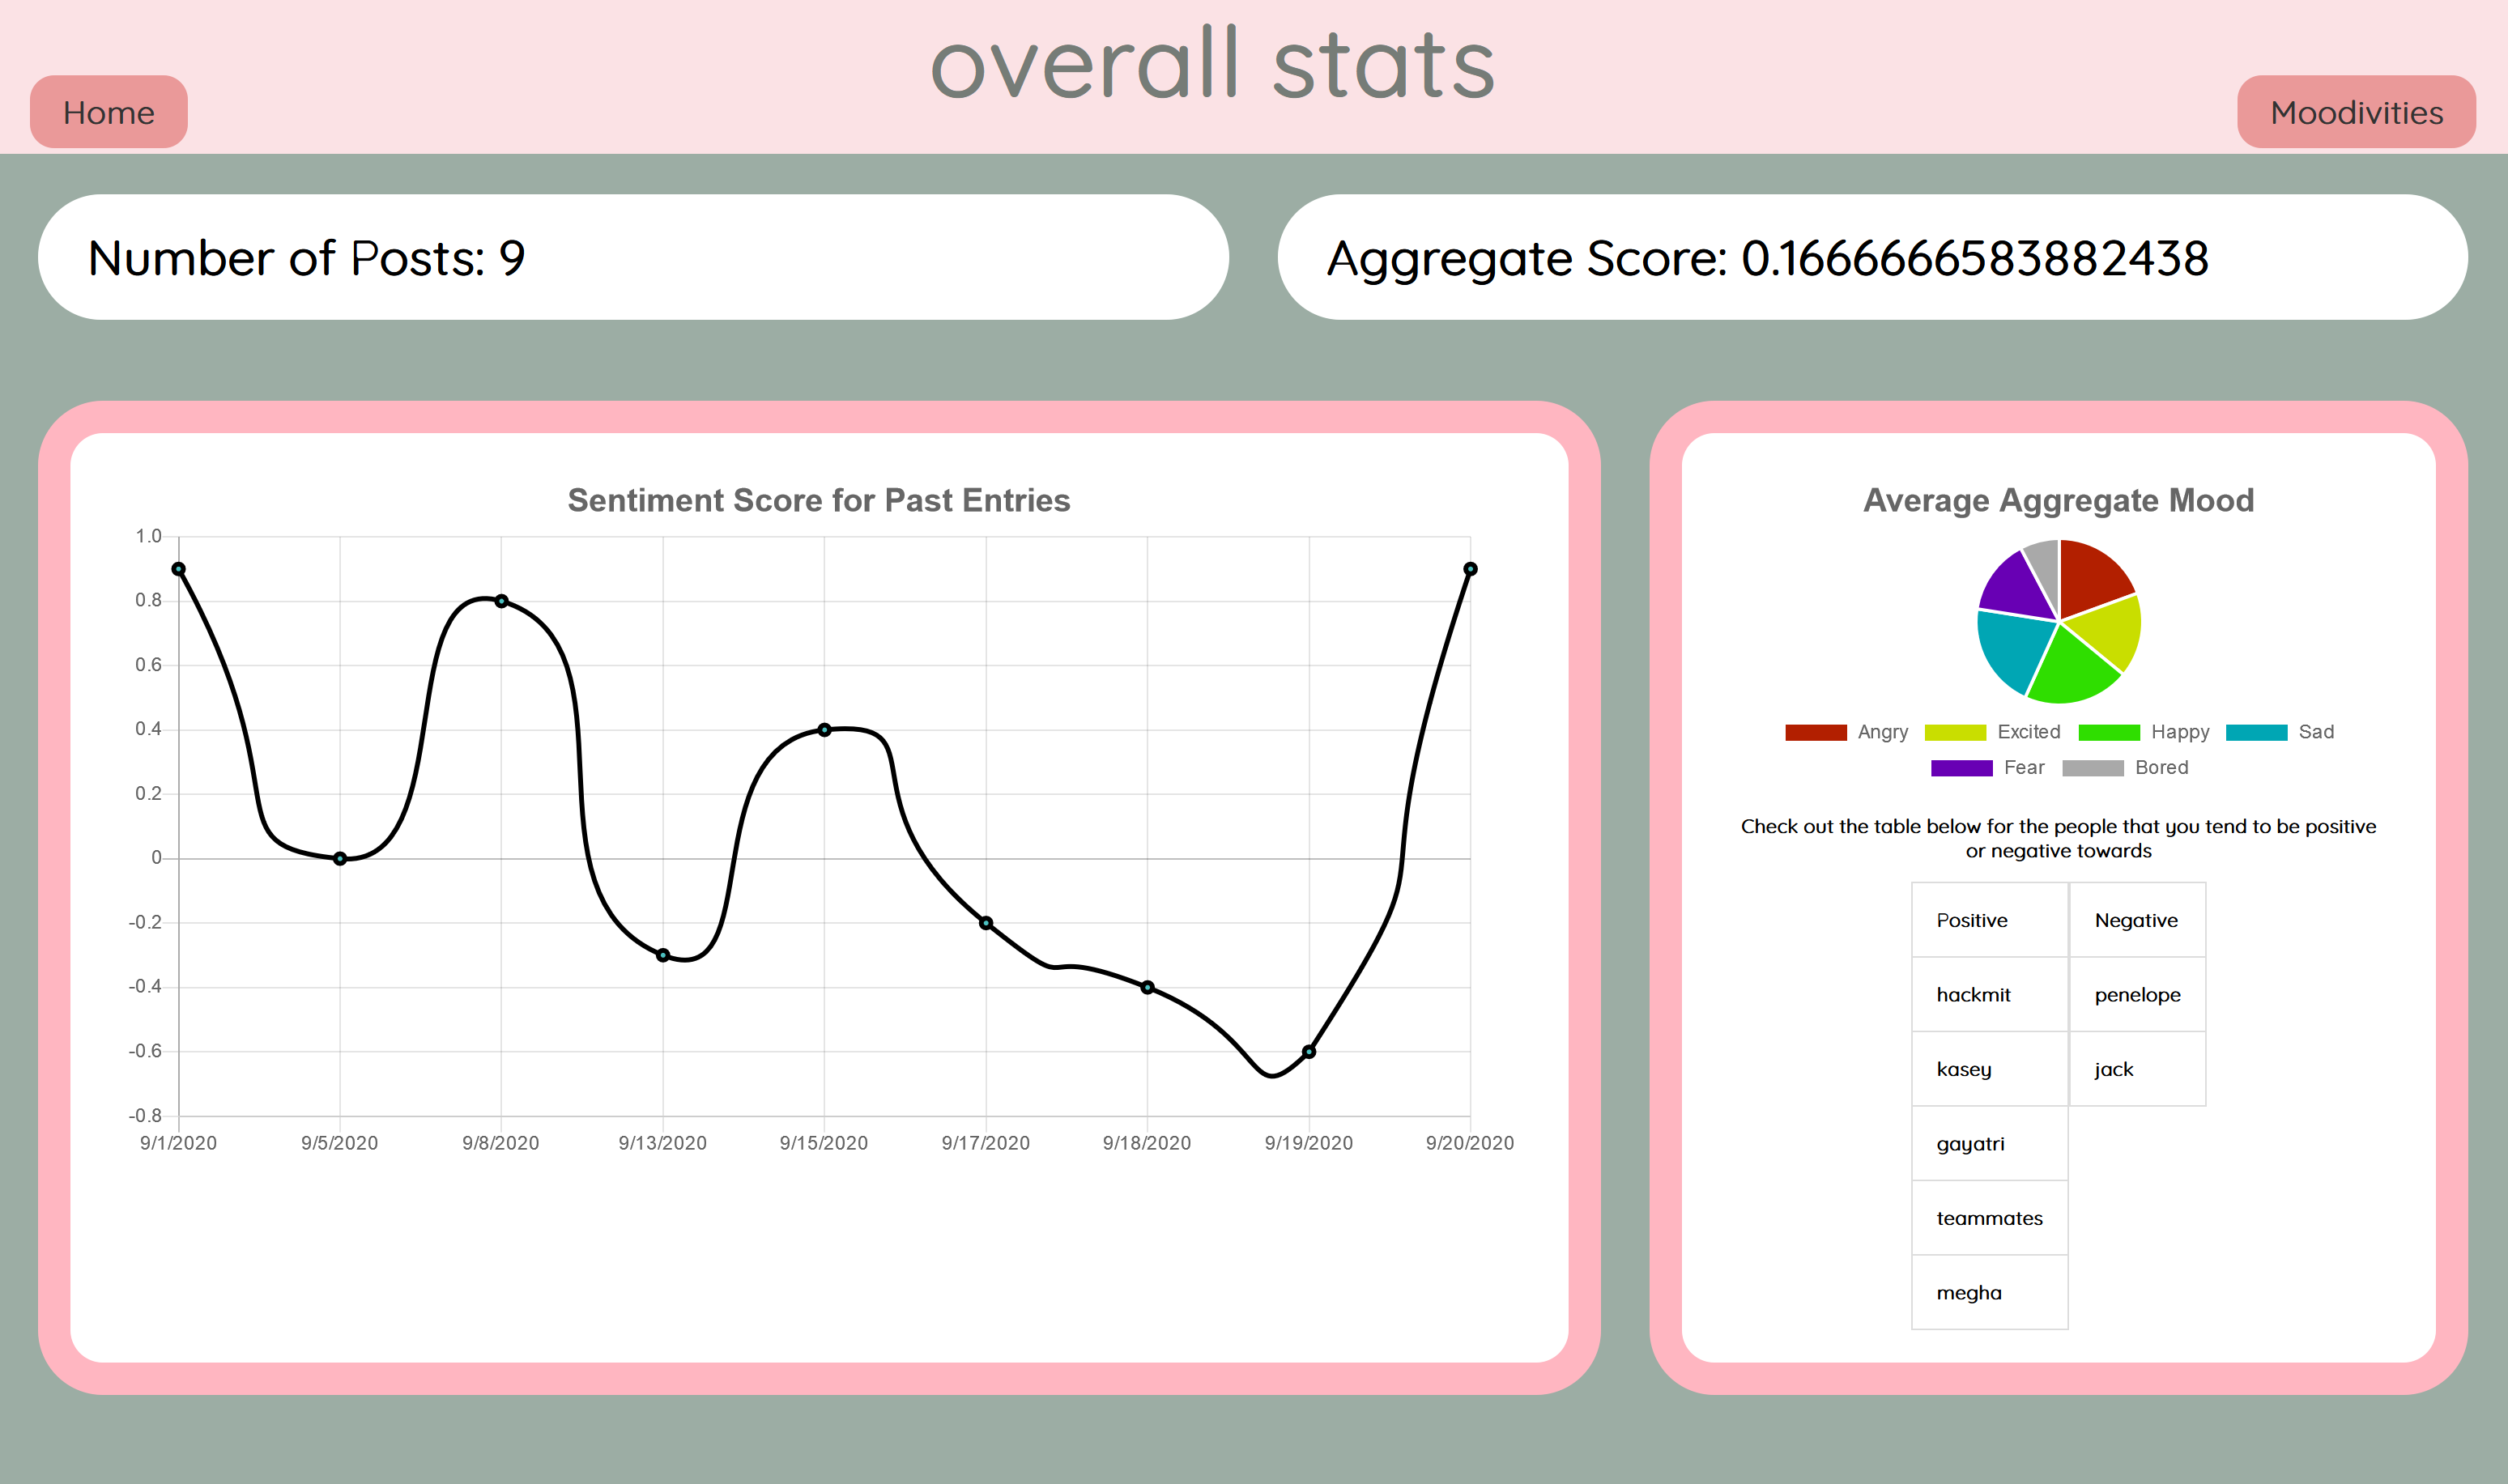 overall stats
Home
Moodivities
Number of Posts: 9
Aggregate Score: 0.1666666583882438
Sentiment Score for Past Entries
1.0
0.8
0.6
0.4
0.2
0
-0.2
-0.4
-0.6
-0.8
9/1/2020 9/5/2020 9/8/2020 9/13/2020 9/15/2020 9/17/2020 9/18/2020 9/19/2020 9/20/2020
Average Aggregate Mood
Angry Excited Happy Sad
Fear Bored
Check out the table below for the people that you tend to be positive
or negative towards
Positive Negative
hackmit penelope
kasey jack
gayatri
teammates
megha